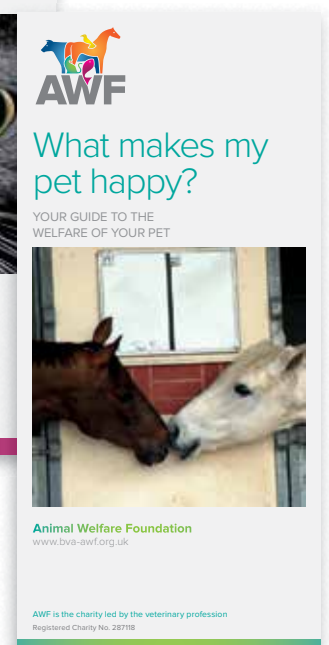 AWF
What makes my
pet happy?
YOUR GUIDE TO THE
WELFARE OF YOUR PET
Animal Welfare Foundation
www.bva-awf.org.uk
AWF is the charity led by the veterinary profession
Registered Charity No. 287118